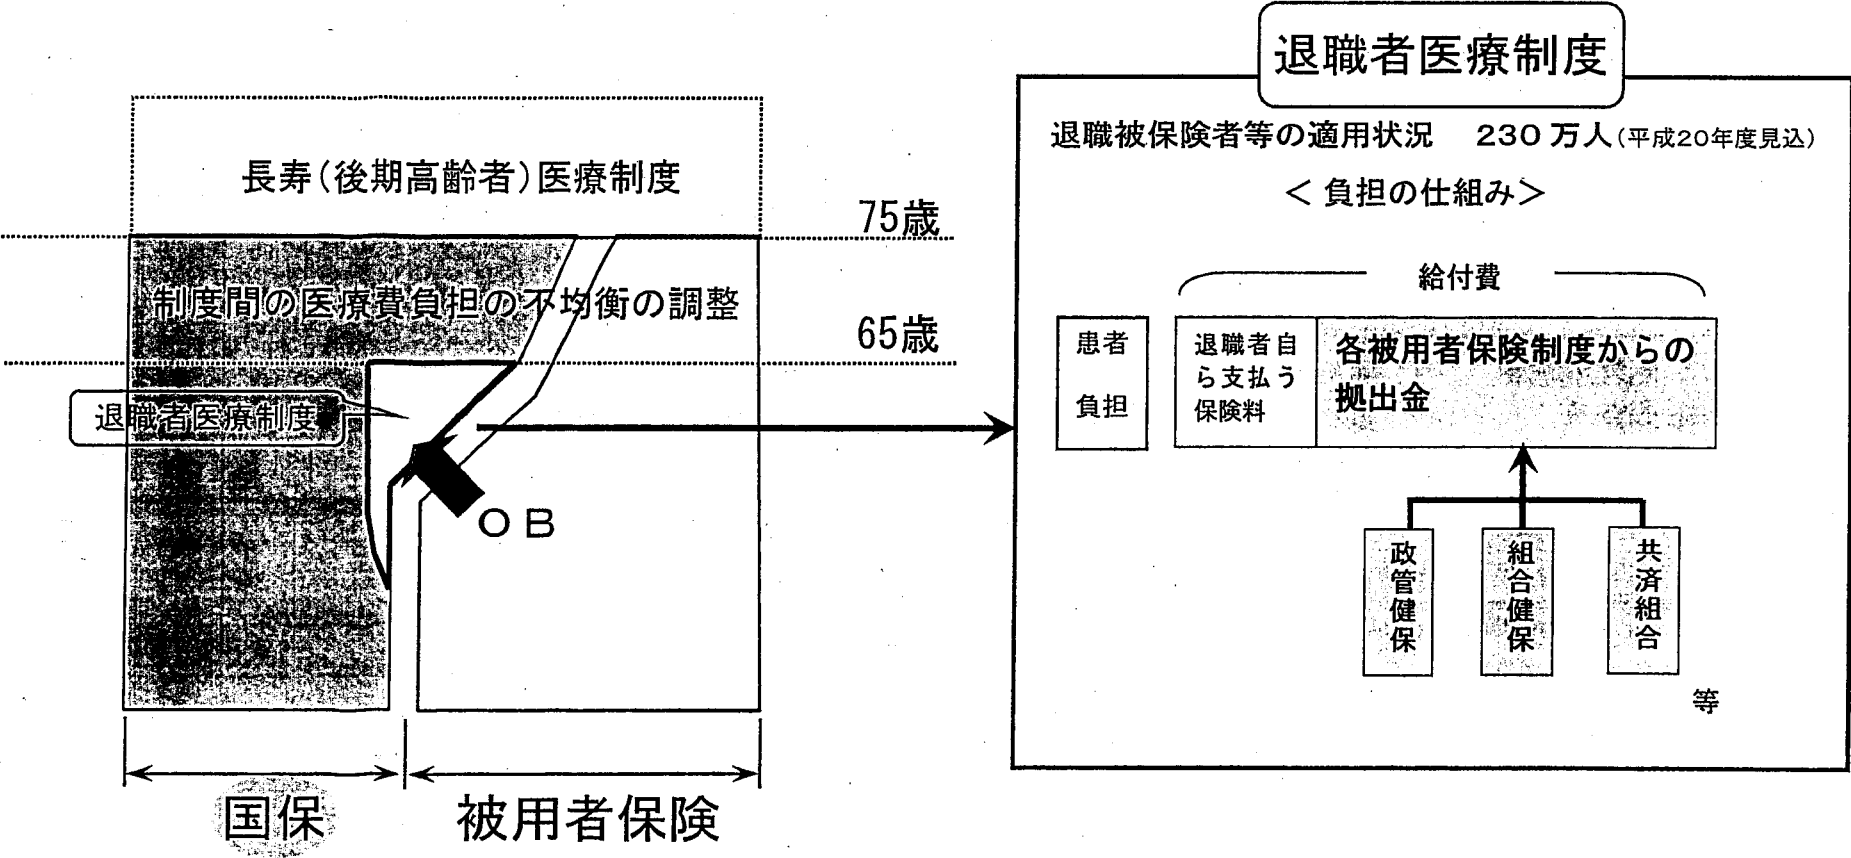 長寿（後期高齢者）医療制度
75歳
制度間の医療費負担の不均衡の調整
65歳
退職者医療制度
ＯＢ
国保
被用者保険
退職者医療制度
退職被保険者等の適用状況　230万人（平成20年度見込）
＜負担の仕組み＞
給付費
患者
負担
退職者自
ら支払う
保険料
各被用者保険制度からの
拠出金
政管健保
組合健保
共済組合
等